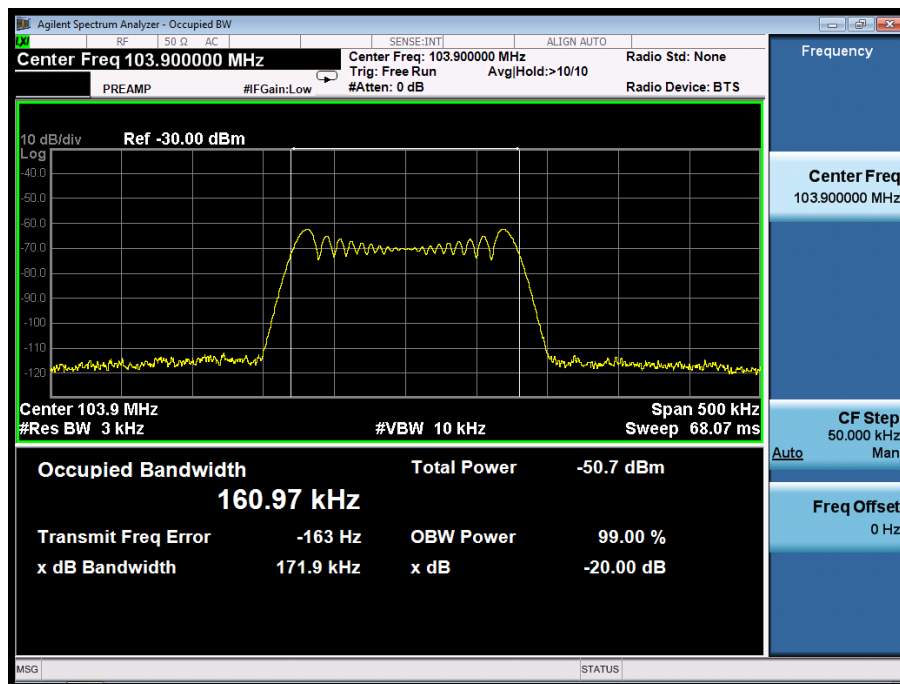 Agilent Spectrum Analyzer - Occupied BW
LXI RF 50 Ω AC SENSE:INT ALIGN AUTO
Center Freq 103.900000 MHz
Center Freq: 103.900000 MHz Radio Std: None
Trig: Free Run Avg|Hold:>10/10
PREAMP #IFGain:Low #Atten: 0 dB Radio Device: BTS
10 dB/div Ref -30.00 dBm
Log
-40.0
-50.0
-60.0
-70.0
-80.0
-90.0
-100
-110
-120
Center 103.9 MHz Span 500 kHz
#Res BW 3 kHz #VBW 10 kHz Sweep 68.07 ms
Occupied Bandwidth Total Power -50.7 dBm
160.97 kHz
Transmit Freq Error -163 Hz OBW Power 99.00 %
x dB Bandwidth 171.9 kHz x dB -20.00 dB
Frequency
Center Freq
103.900000 MHz
CF Step
50.000 kHz
Auto Man
Freq Offset
0 Hz
MSG STATUS